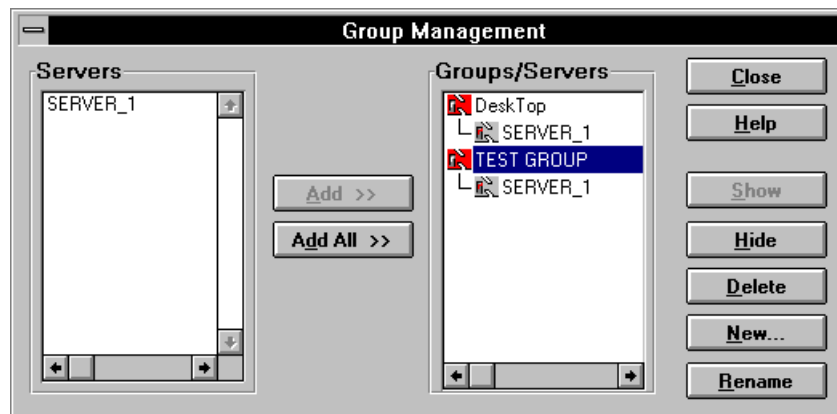 Group Management
Servers
SERVER_1
Add >>
Add All >>
Groups/Servers
DeskTop
SERVER_1
TEST GROUP
SERVER_1
Close
Help
Show
Hide
Delete
New...
Rename